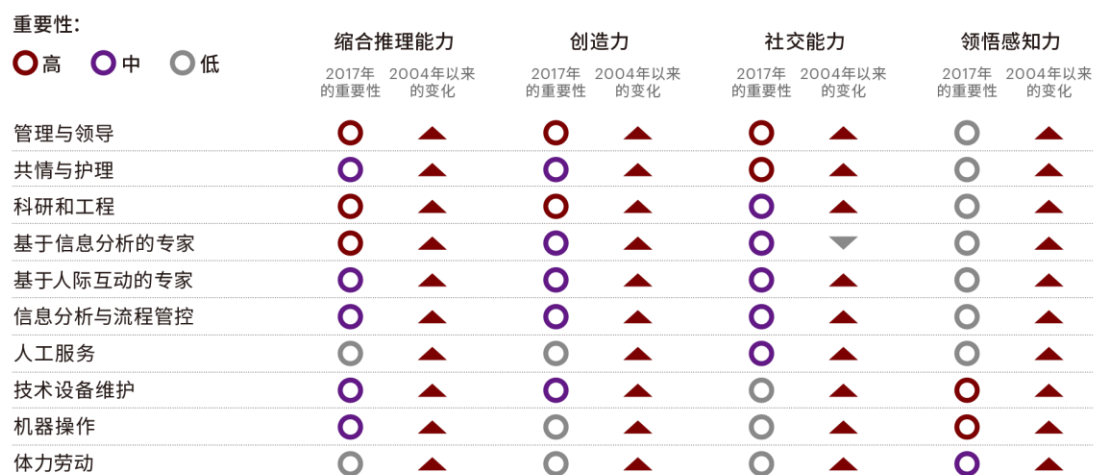 重要性:
高 中 低
缩合推理能力 创造力 社交能力 领悟感知力
2017年 2004年以来 2017年 2004年以来 2017年 2004年以来 2017年 2004年以来
的重要性 的变化 的重要性 的变化 的重要性 的变化 的重要性 的变化
管理与领导
共情与护理
科研和工程
基于信息分析的专家
基于人际互动的专家
信息分析与流程管控
人工服务
技术设备维护
机器操作
体力劳动